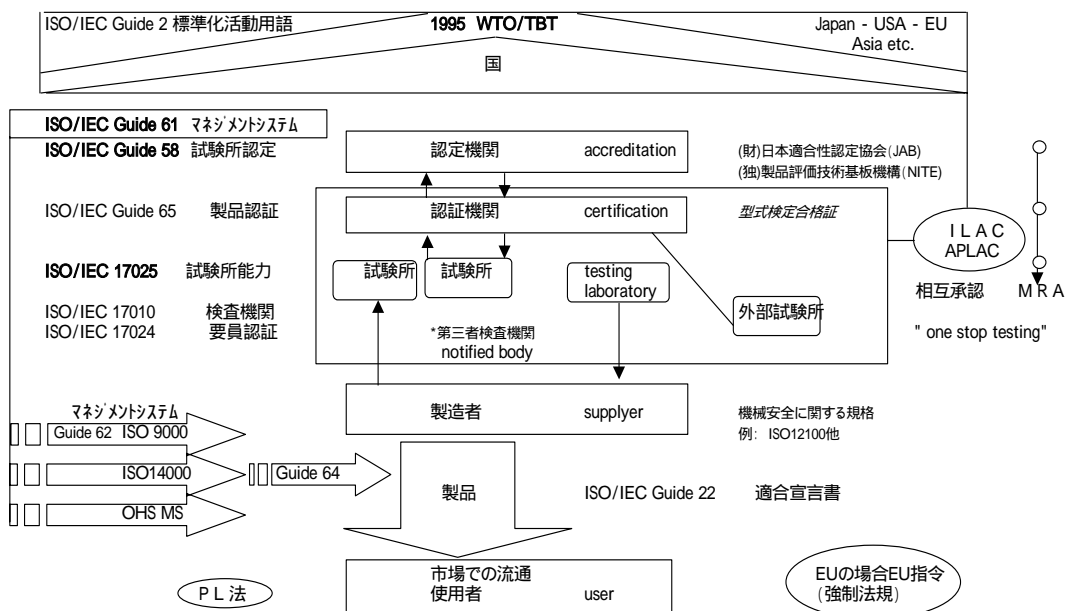 ISO/IEC Guide 2 標準化活動用語
1995 WTO/TBT
Japan - USA - EU
Asia etc.
国
ISO/IEC Guide 61 マネジメントシステム
ISO/IEC Guide 58 試験所認定
認定機関 accreditation
(財)日本適合性認定協会(JAB)
(独)製品評価技術基板機構(NITE)
ISO/IEC Guide 65 製品認証
認証機関 certification
型式検定合格証
ILAC
APLAC
ISO/IEC 17025 試験所能力
試験所
試験所
testing
laboratory
相互承認 MRA
ISO/IEC 17010 検査機関
ISO/IEC 17024 要員認証
外部試験所
*第三者検査機関
notified body
" one stop testing"
マネジメントシステム
製造者 supplyer
機械安全に関する規格
例: ISO12100他
Guide 62 ISO 9000
ISO14000
Guide 64
製品
ISO/IEC Guide 22 適合宣言書
OHS MS
市場での流通
使用者 user
PL法
EUの場合EU指令
(強制法規)